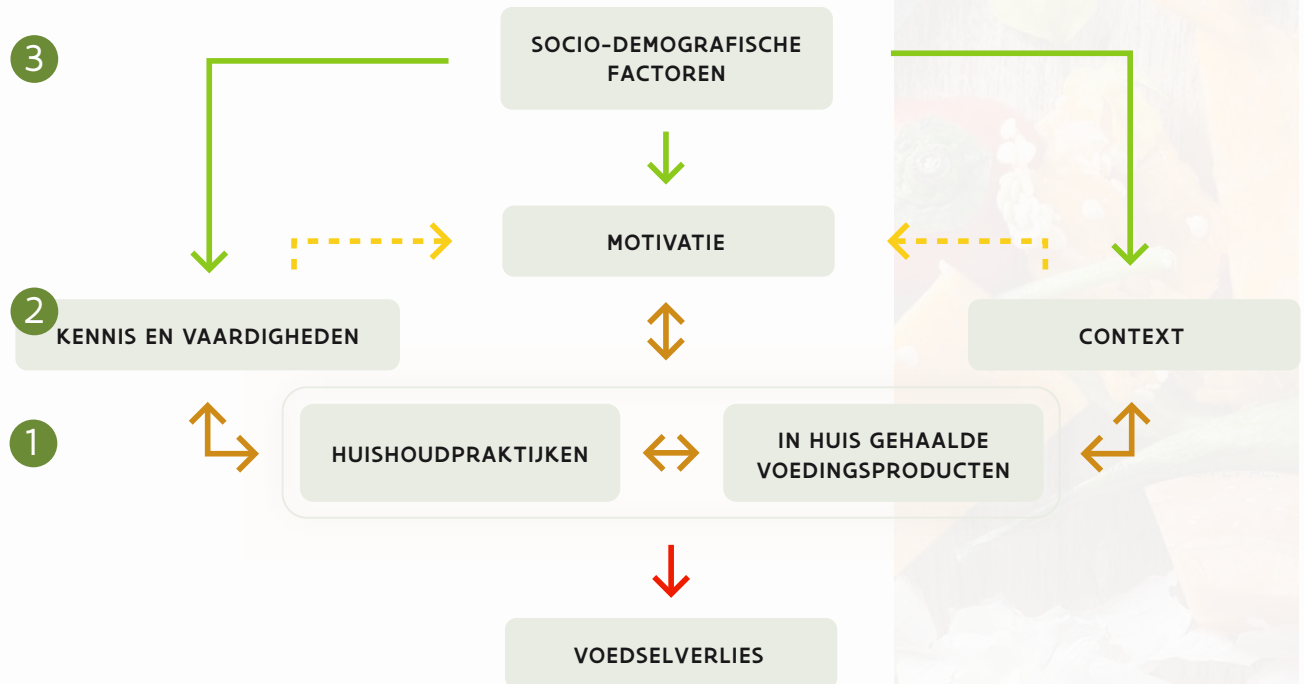 3
SOCIO-DEMOGRAFISCHE
FACTOREN
MOTIVATIE
2
KENNIS EN VAARDIGHEDEN
CONTEXT
1
HUISHOUDPRAKTIJKEN
IN HUIS GEHAALDE
VOEDINGSPRODUCTEN
VOEDSELVERLIES